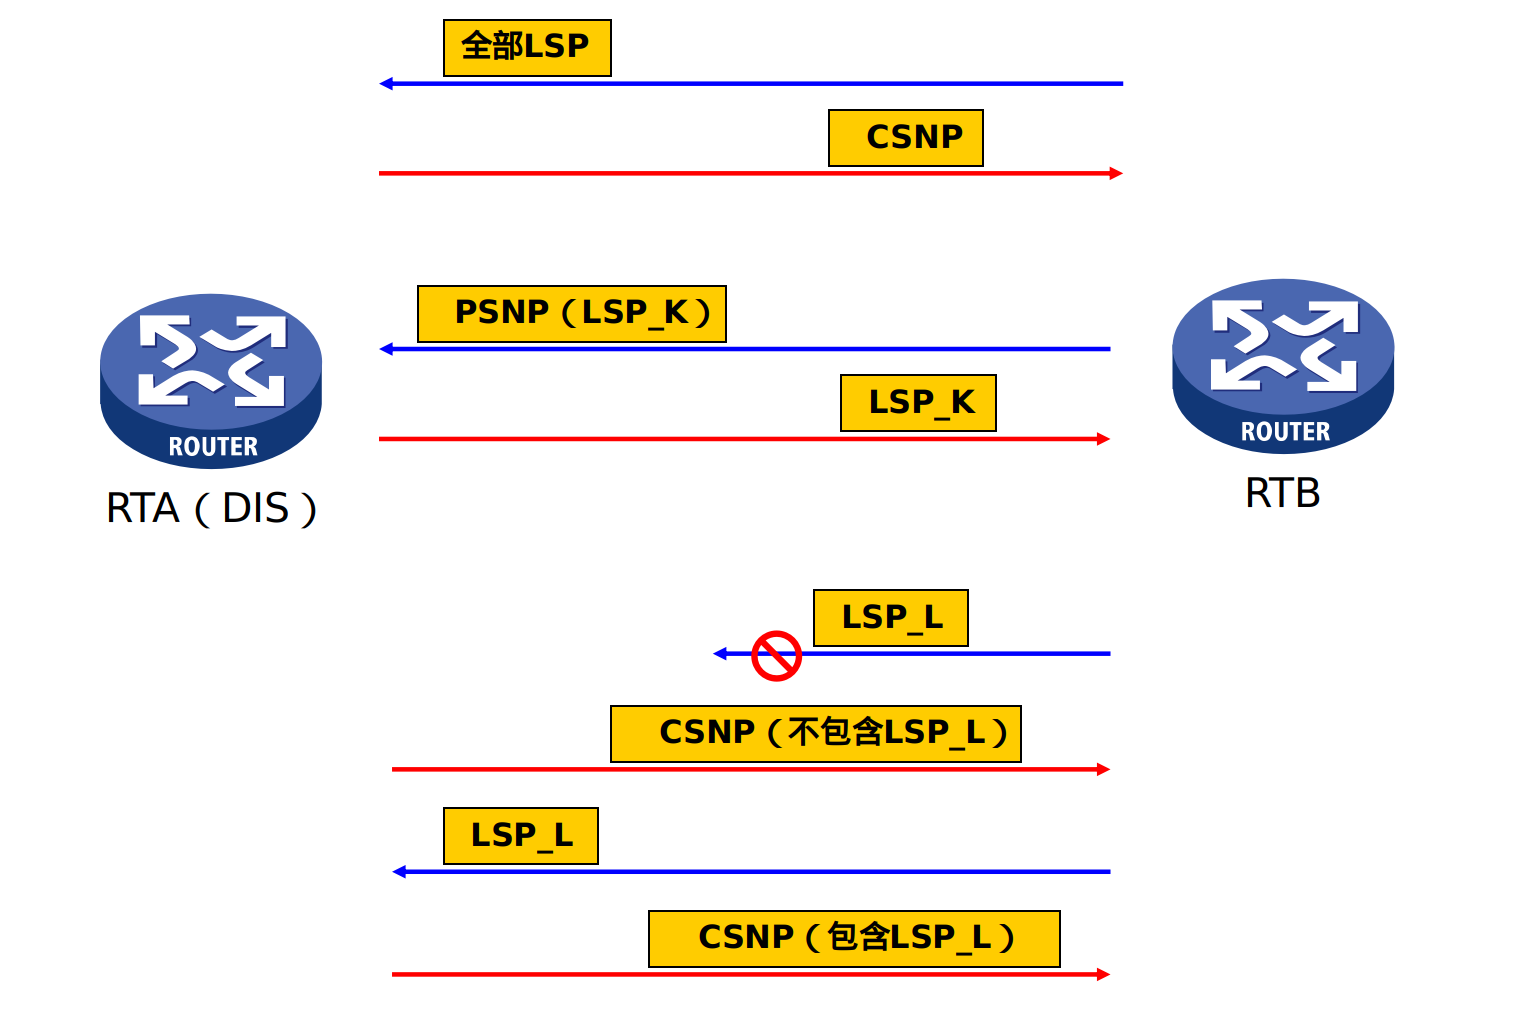 全部LSP
CSNP
PSNP（LSP_K）
LSP_K
ROUTER
ROUTER
RTA（DIS）
RTB
LSP_L
CSNP（不包含LSP_L）
LSP_L
CSNP（包含LSP_L）